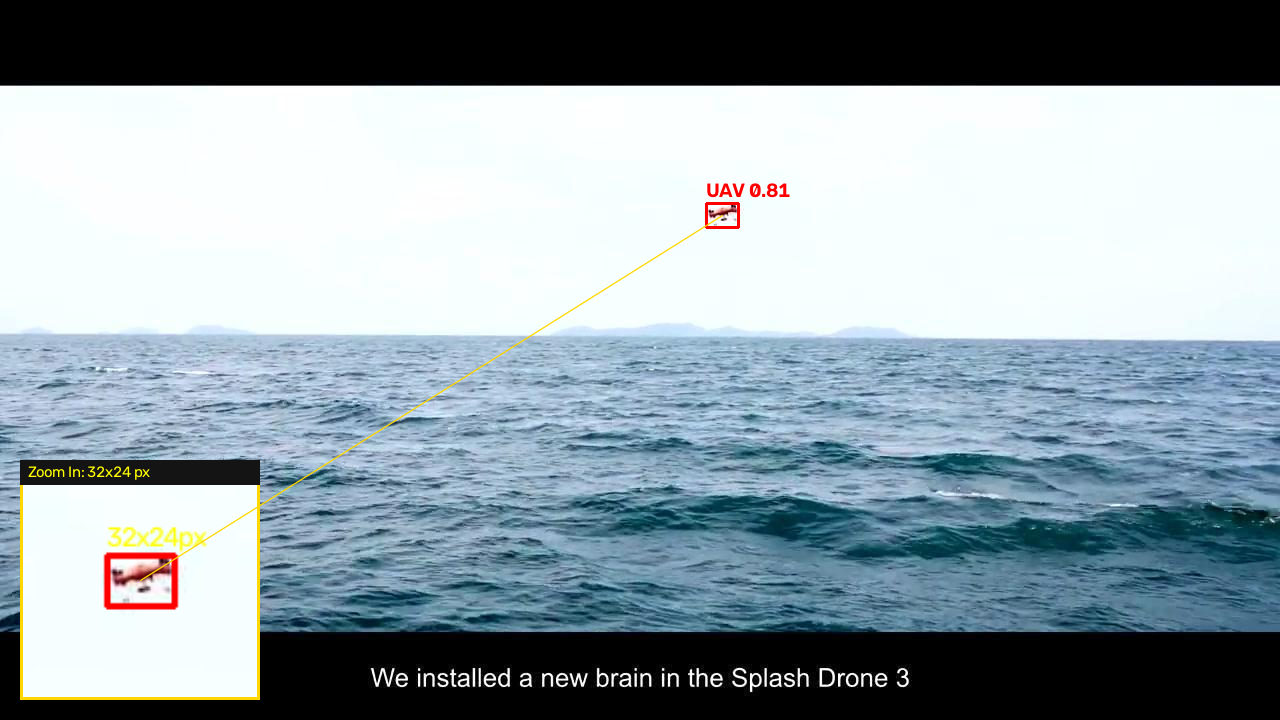 UAV 0.81
Zoom In: 32x24 px
32x24px
We installed a new brain in the Splash Drone 3